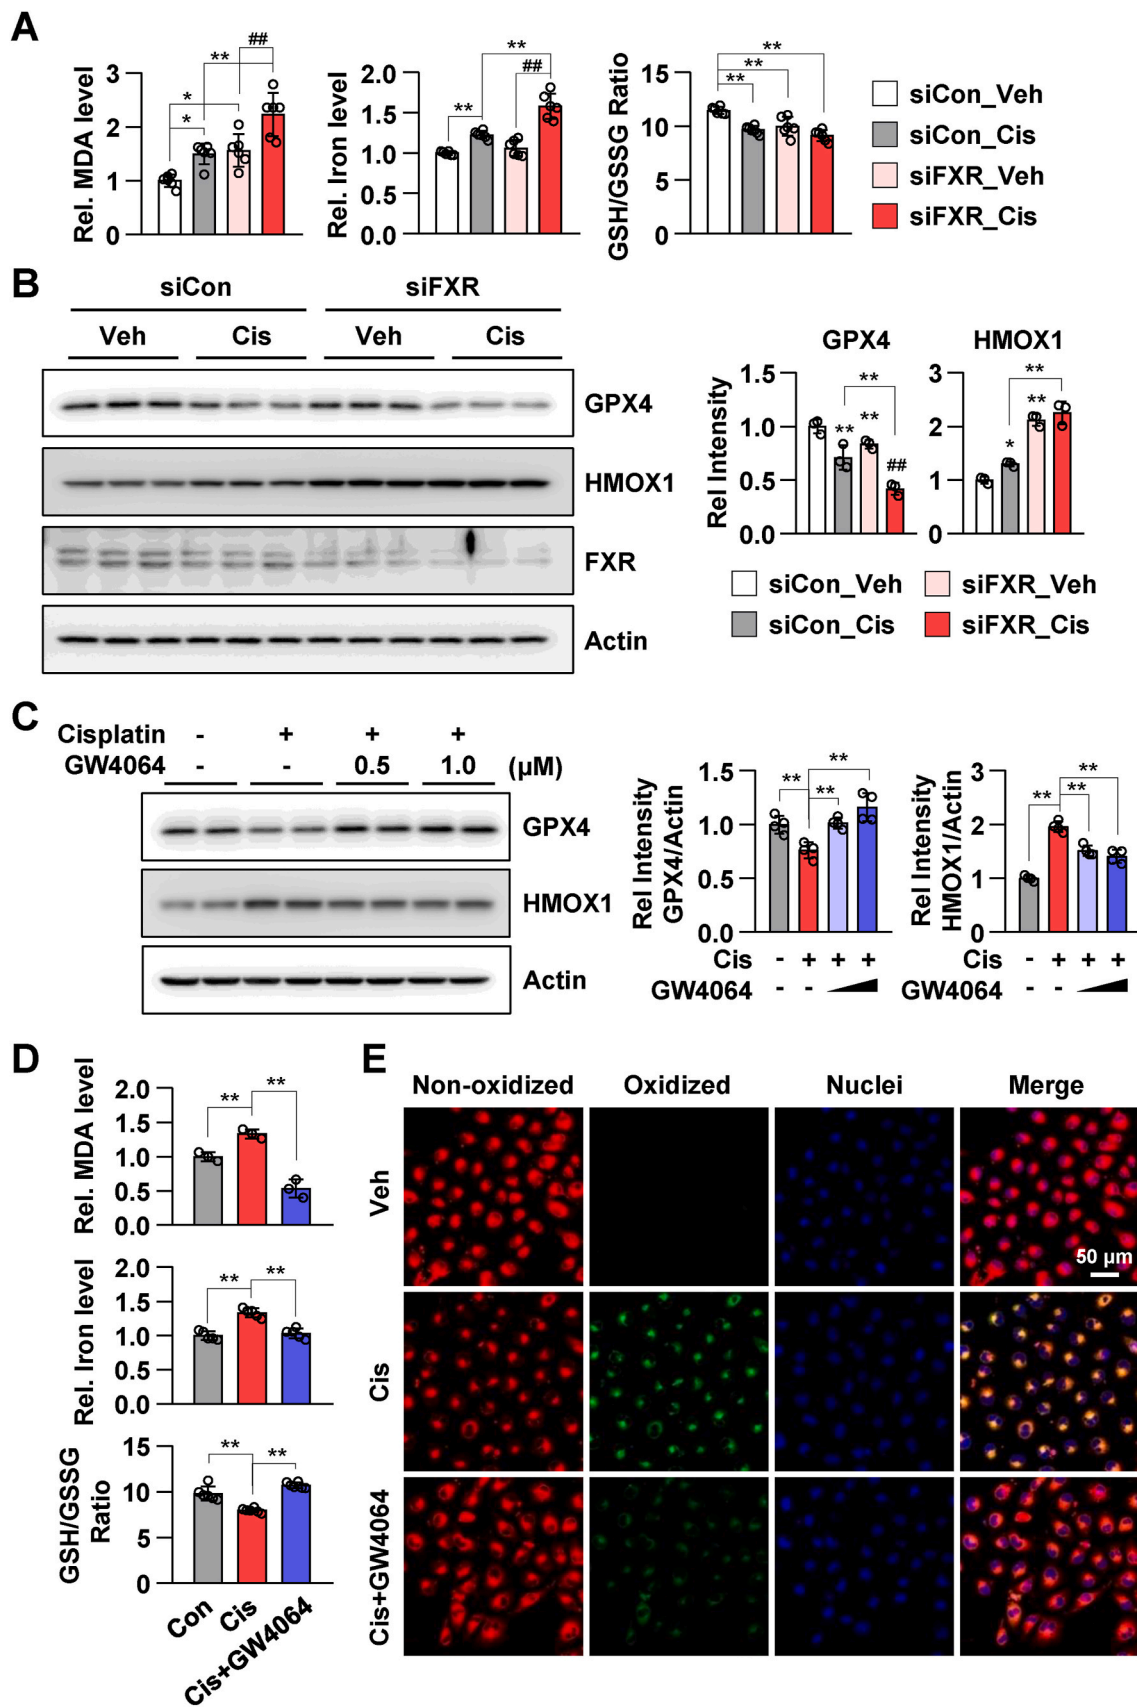 A
Rel. MDA level
3
2
1
0
*
*
**
##
Rel. Iron level
2.0
1.5
1.0
0.5
0.0
**
**
##
GSH/GSSG Ratio
15
10
5
0
**
**
**
siCon_Veh
siCon_Cis
siFXR_Veh
siFXR_Cis
B
siCon siFXR
Veh Cis Veh Cis
GPX4
HMOX1
FXR
Actin
GPX4
Rel Intensity
1.5
1.0
0.5
0.0
**
**
**
##
HMOX1
3
2
1
0
*
**
**
siCon_Veh siFXR_Veh
siCon_Cis siFXR_Cis
C
Cisplatin - + + +
GW4064 - - 0.5 1.0 (µM)
GPX4
HMOX1
Actin
Rel Intensity
GPX4/Actin
1.5
1.0
0.5
0.0
**
**
**
Cis - + + +
GW4064 - -
Rel Intensity
HMOX1/Actin
3
2
1
0
**
**
**
Cis - + + +
GW4064 - -
D
Rel. MDA level
2.0
1.5
1.0
0.5
0.0
**
**
Rel. Iron level
2.0
1.5
1.0
0.5
0.0
**
**
GSH/GSSG
Ratio
15
10
5
0
**
**
Con
Cis
Cis+GW4064
E
Non-oxidized Oxidized Nuclei Merge
Veh
50 µm
Cis
Cis+GW4064